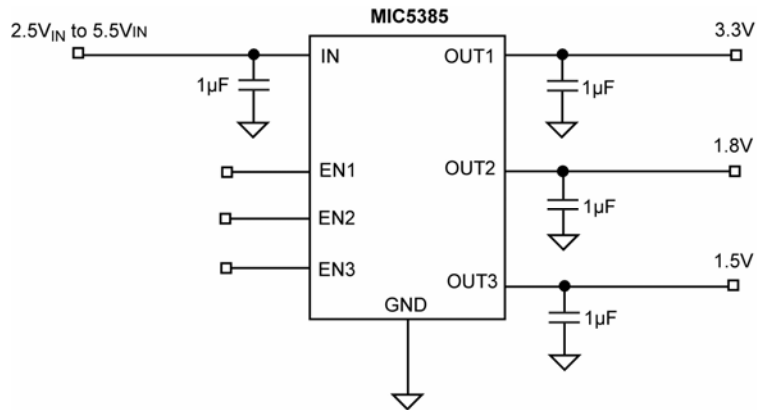 MIC5385
2.5VIN to 5.5VIN
IN
OUT1
3.3V
1µF
1µF
EN1
OUT2
1.8V
EN2
1µF
EN3
OUT3
1.5V
GND
1µF